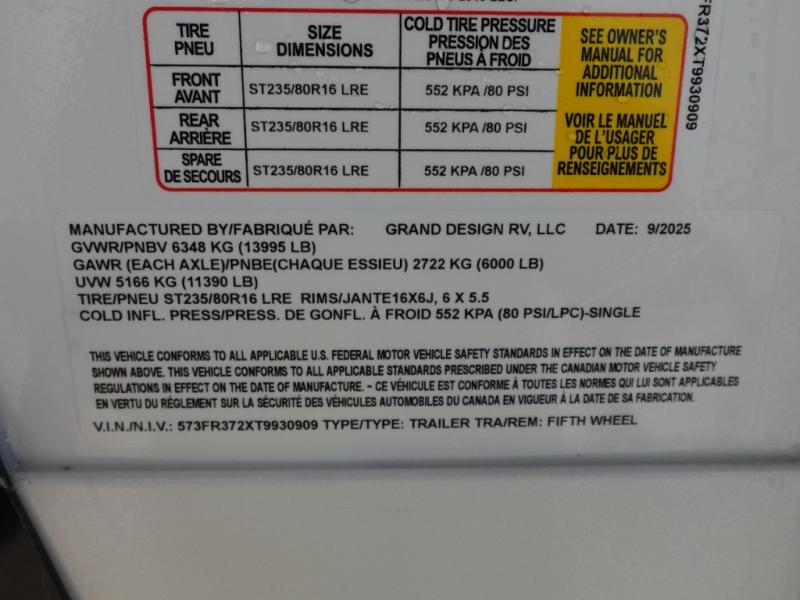 TIRE
PNEU
SIZE
DIMENSIONS
COLD TIRE PRESSURE
PRESSION DES
PNEUS À FROID
SEE OWNER'S
MANUAL FOR
ADDITIONAL
INFORMATION
FRONT
AVANT
ST235/80R16 LRE
552 KPA /80 PSI
REAR
ARRIÈRE
ST235/80R16 LRE
552 KPA /80 PSI
VOIR LE MANUEL
DE L'USAGER
POUR PLUS DE
RENSEIGNEMENTS
SPARE
DE SECOURS
ST235/80R16 LRE
552 KPA /80 PSI
FR372XT9930909
MANUFACTURED BY/FABRIQUÉ PAR: GRAND DESIGN RV, LLC DATE: 9/2025
GVWR/PNBV 6348 KG (13995 LB)
GAWR (EACH AXLE)/PNBE(CHAQUE ESSIEU) 2722 KG (6000 LB)
UVW 5166 KG (11390 LB)
TIRE/PNEU ST235/80R16 LRE RIMS/JANTE16X6J, 6 X 5.5
COLD INFL. PRESS/PRESS. DE GONFL. À FROID 552 KPA (80 PSI/LPC)-SINGLE
THIS VEHICLE CONFORMS TO ALL APPLICABLE U.S. FEDERAL MOTOR VEHICLE SAFETY STANDARDS IN EFFECT ON THE DATE OF MANUFACTURE
SHOWN ABOVE. THIS VEHICLE CONFORMS TO ALL APPLICABLE STANDARDS PRESCRIBED UNDER THE CANADIAN MOTOR VEHICLE SAFETY
REGULATIONS IN EFFECT ON THE DATE OF MANUFACTURE. ~ CE VÉHICULE EST CONFORME À TOUTES LES NORMES QUI LUI SONT APPLICABLES
EN VERTU DU RÈGLEMENT SUR LA SÉCURITÉ DES VÉHICULES AUTOMOBILES DU CANADA EN VIGUEUR À LA DATE DE SA FABRICATION.
V.I.N./N.I.V.: 573FR372XT9930909 TYPE/TYPE: TRAILER TRA/REM: FIFTH WHEEL